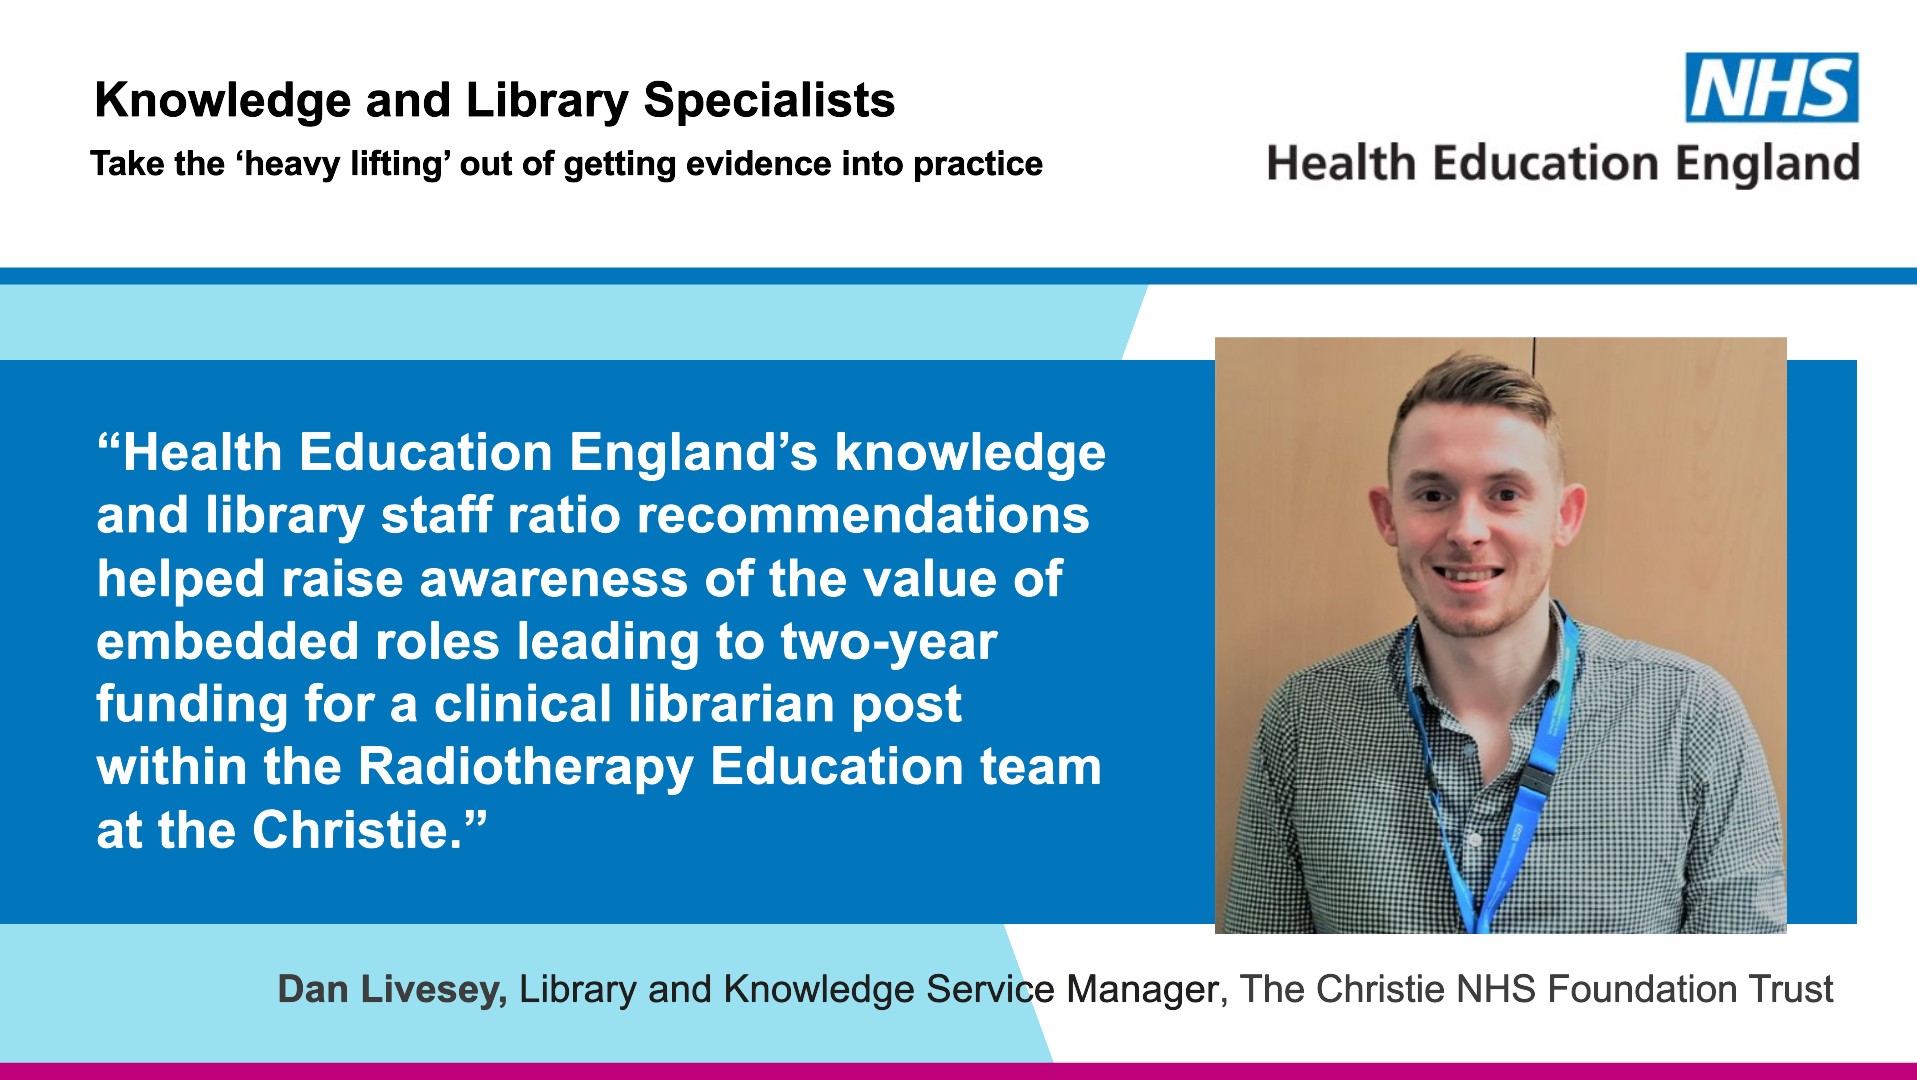 Knowledge and Library Specialists
Take the ‘heavy lifting’ out of getting evidence into practice
NHS
Health Education England
“Health Education England’s knowledge
and library staff ratio recommendations
helped raise awareness of the value of
embedded roles leading to two-year
funding for a clinical librarian post
within the Radiotherapy Education team
at the Christie.”
Dan Livesey, Library and Knowledge Service Manager, The Christie NHS Foundation Trust